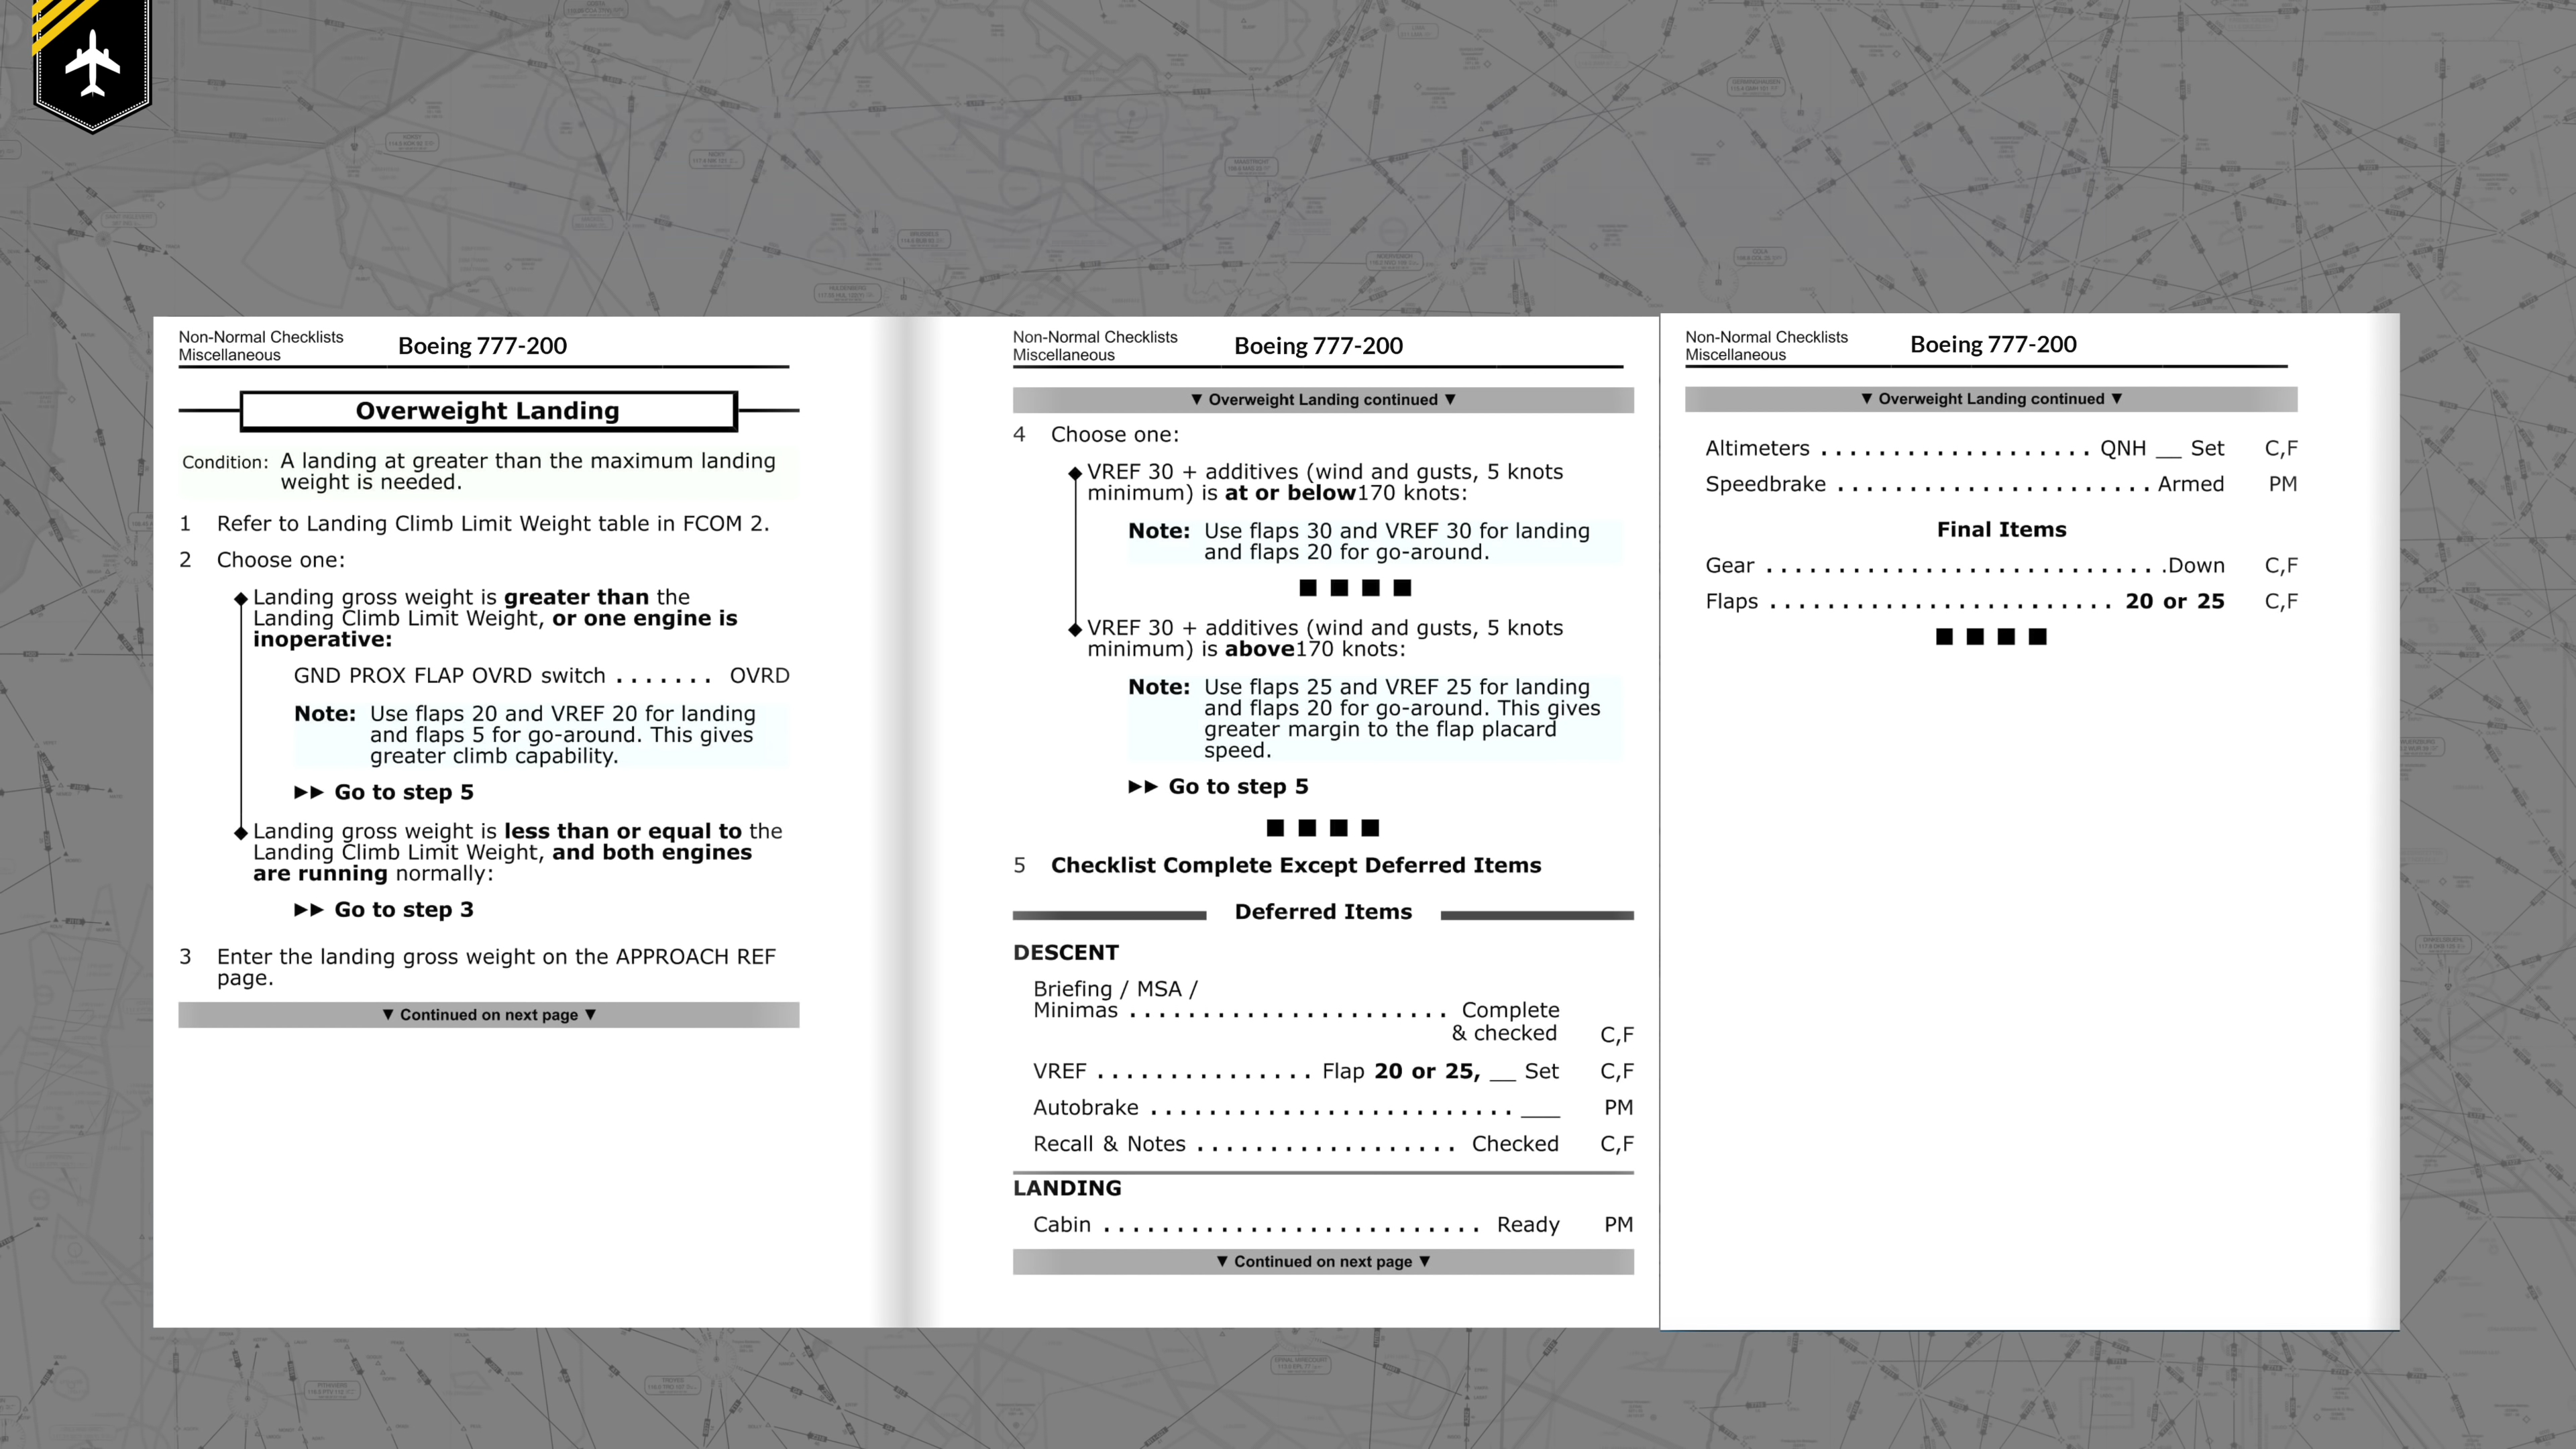 Non-Normal Checklists
Miscellaneous
Boeing 777-200
Overweight Landing
Condition: A landing at greater than the maximum landing
weight is needed.
1 Refer to Landing Climb Limit Weight table in FCOM 2.
2 Choose one:
◆Landing gross weight is greater than the
Landing Climb Limit Weight, or one engine is
inoperative:
GND PROX FLAP OVRD switch . . . . . . . OVRD
Note: Use flaps 20 and VREF 20 for landing
and flaps 5 for go-around. This gives
greater climb capability.
▶▶ Go to step 5
◆Landing gross weight is less than or equal to the
Landing Climb Limit Weight, and both engines
are running normally:
▶▶ Go to step 3
3 Enter the landing gross weight on the APPROACH REF
page.
▼ Continued on next page ▼
Non-Normal Checklists
Miscellaneous
Boeing 777-200
▼ Overweight Landing continued ▼
4 Choose one:
◆VREF 30 + additives (wind and gusts, 5 knots
minimum) is at or below170 knots:
Note: Use flaps 30 and VREF 30 for landing
and flaps 20 for go-around.
■ ■ ■ ■
◆VREF 30 + additives (wind and gusts, 5 knots
minimum) is above170 knots:
Note: Use flaps 25 and VREF 25 for landing
and flaps 20 for go-around. This gives
greater margin to the flap placard
speed.
▶▶ Go to step 5
■ ■ ■ ■
5 Checklist Complete Except Deferred Items
Deferred Items
DESCENT
Briefing / MSA /
Minimas . . . . . . . . . . . . . . . . . . . . . . Complete
& checked C,F
VREF . . . . . . . . . . . . . . . Flap 20 or 25, __ Set C,F
Autobrake . . . . . . . . . . . . . . . . . . . . . . . . . ___ PM
Recall & Notes . . . . . . . . . . . . . . . . . . Checked C,F
LANDING
Cabin . . . . . . . . . . . . . . . . . . . . . . . . . . Ready PM
▼ Continued on next page ▼
Non-Normal Checklists
Miscellaneous
Boeing 777-200
▼ Overweight Landing continued ▼
Altimeters . . . . . . . . . . . . . . . . . . . QNH __ Set C,F
Speedbrake . . . . . . . . . . . . . . . . . . . . . . Armed PM
Final Items
Gear . . . . . . . . . . . . . . . . . . . . . . . . . . . .Down C,F
Flaps . . . . . . . . . . . . . . . . . . . . . . . . 20 or 25 C,F
■ ■ ■ ■